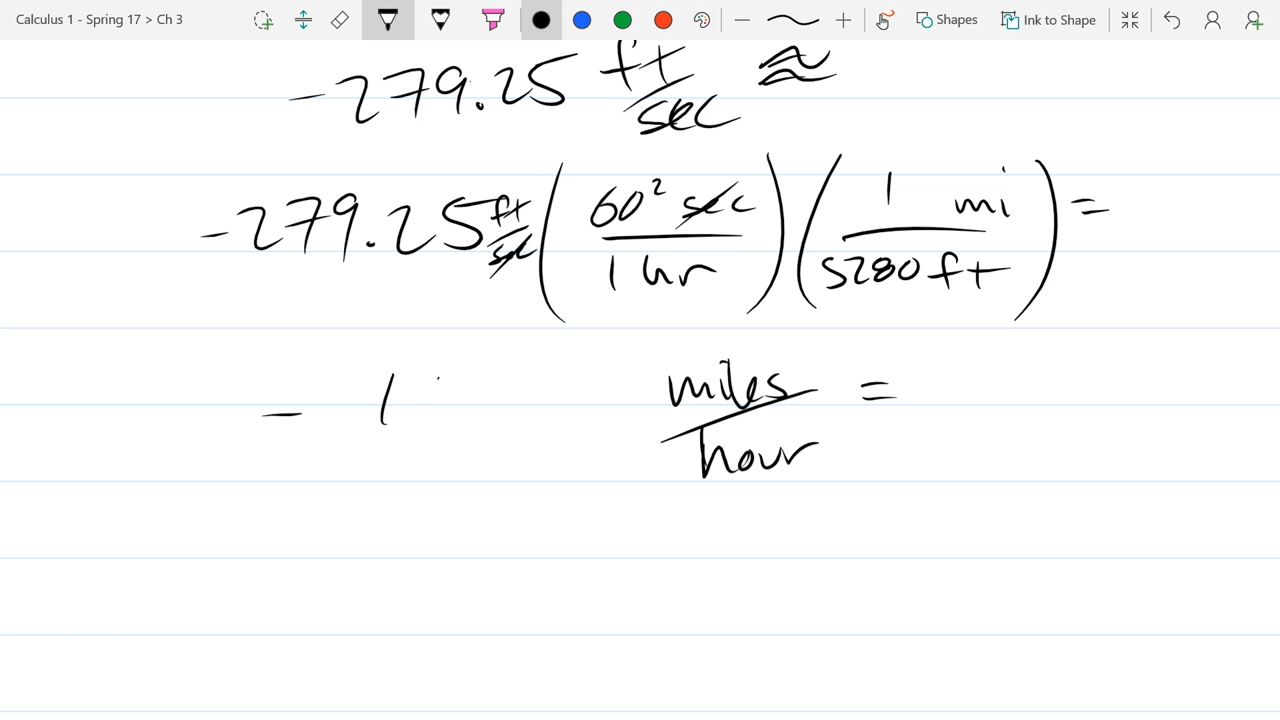 Calculus 1 - Spring 17 > Ch 3 Shapes Ink to Shape
-279.25 ft/sec ≈
-279.25 ft/sec (60² sec / 1 hr) (1 mi / 5280 ft) =
- 1 miles/hour =